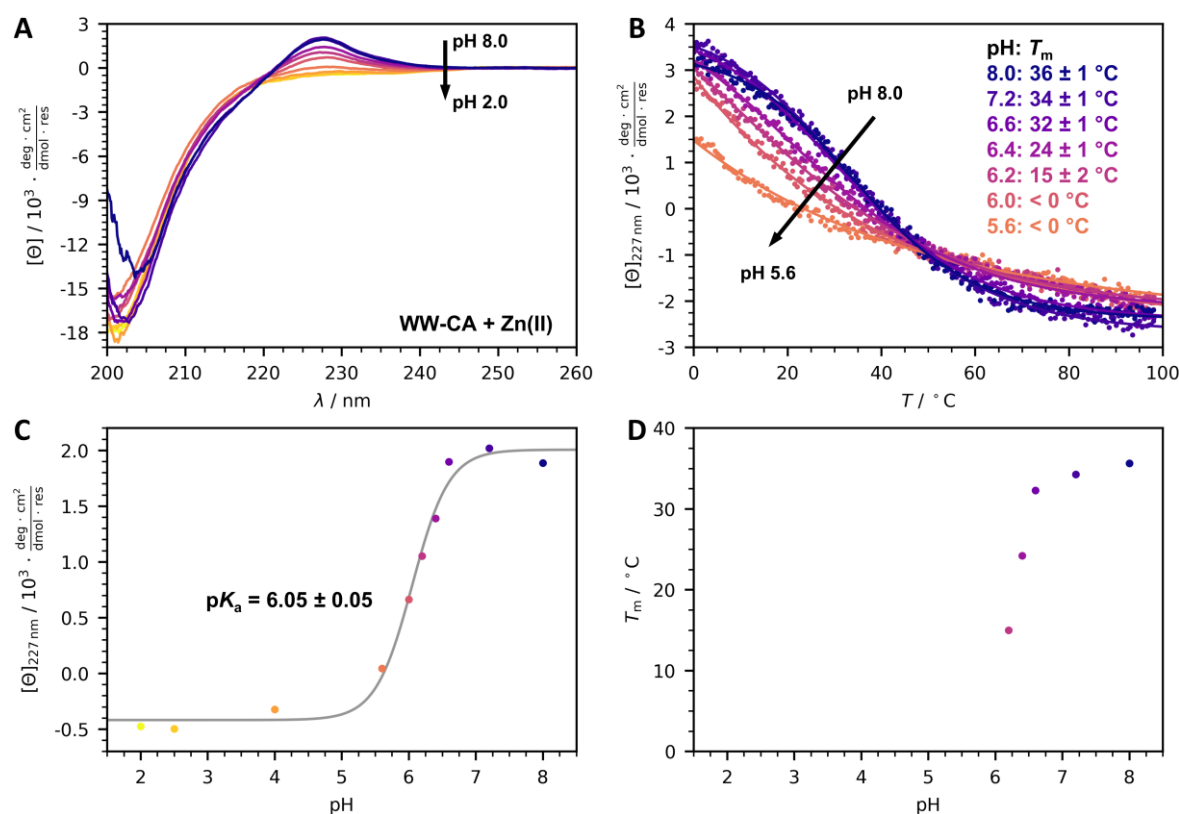 A
3
0
-3
-6
-9
-12
-15
-18
[Θ] / 10³ · deg · cm² / dmol · res
pH 8.0
pH 2.0
WW-CA + Zn(II)
200 210 220 230 240 250 260
λ / nm
B
4
3
2
1
0
-1
-2
-3
[Θ]227 nm / 10³ · deg · cm² / dmol · res
pH 8.0
pH 5.6
pH: Tm
8.0: 36 ± 1 °C
7.2: 34 ± 1 °C
6.6: 32 ± 1 °C
6.4: 24 ± 1 °C
6.2: 15 ± 2 °C
6.0: < 0 °C
5.6: < 0 °C
0 20 40 60 80 100
T / °C
C
2.0
1.5
1.0
0.5
0.0
-0.5
[Θ]227 nm / 10³ · deg · cm² / dmol · res
pKa = 6.05 ± 0.05
2 3 4 5 6 7 8
pH
D
40
30
20
10
0
Tm / °C
2 3 4 5 6 7 8
pH